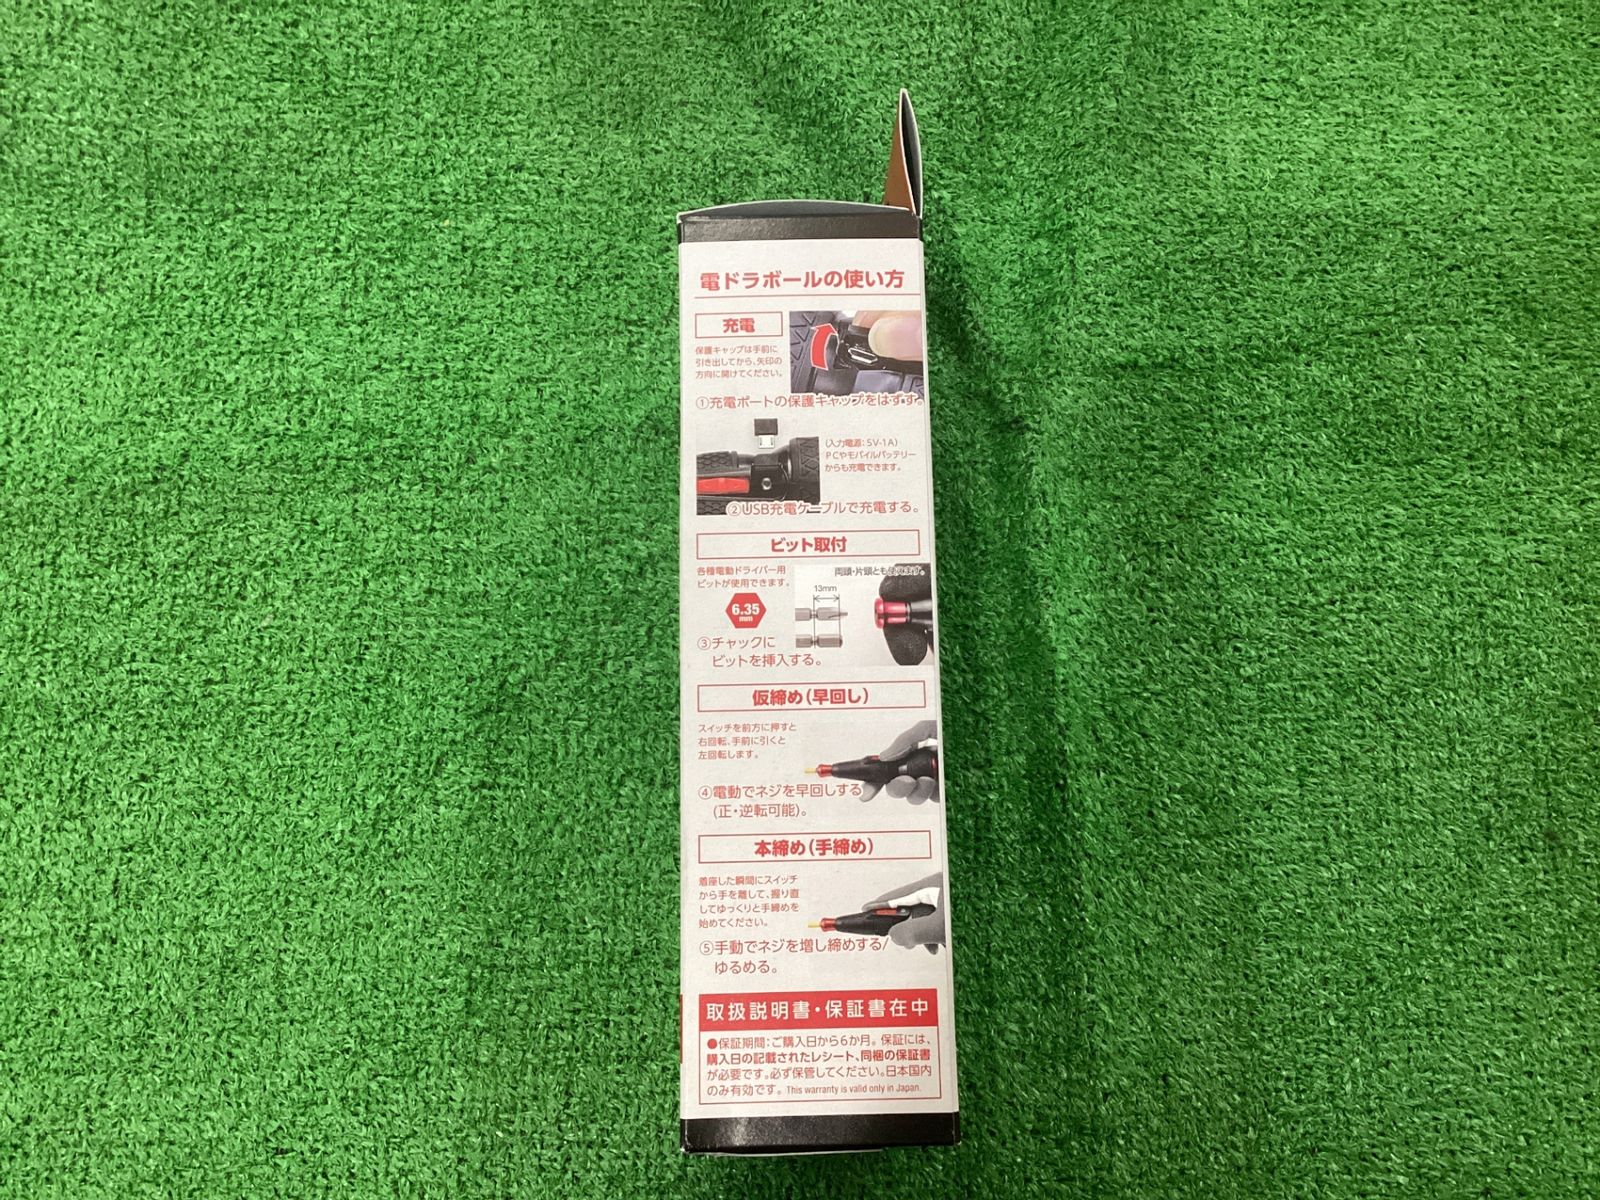 電ドラボールの使い方
充電
保護キャップは手前に
引き出してから、矢印の
方向に開けてください。
①充電ポートの保護キャップをはずす。
(入力電源:5V-1A)
PCやモバイルバッテリー
からも充電できます。
②USB充電ケーブルで充電する。
ビット取付
各種電動ドライバー用
ビットが使用できます。
両頭・片頭とも使えます。
13mm
6.35
mm
③チャックに
ビットを挿入する。
仮締め(早回し)
スイッチを前方に押すと
右回転、手前に引くと
左回転します。
④電動でネジを早回しする
(正・逆転可能)。
本締め(手締め)
着座した瞬間にスイッチ
から手を離して、握り直
してゆっくりと手締めを
始めてください。
⑤手動でネジを増し締めする/
ゆるめる。
取扱説明書・保証書在中
●保証期間:ご購入日から6か月。保証には、
購入日の記載されたレシート、同梱の保証書
が必要です。必ず保管してください。日本国内
のみ有効です。This warranty is valid only in Japan.